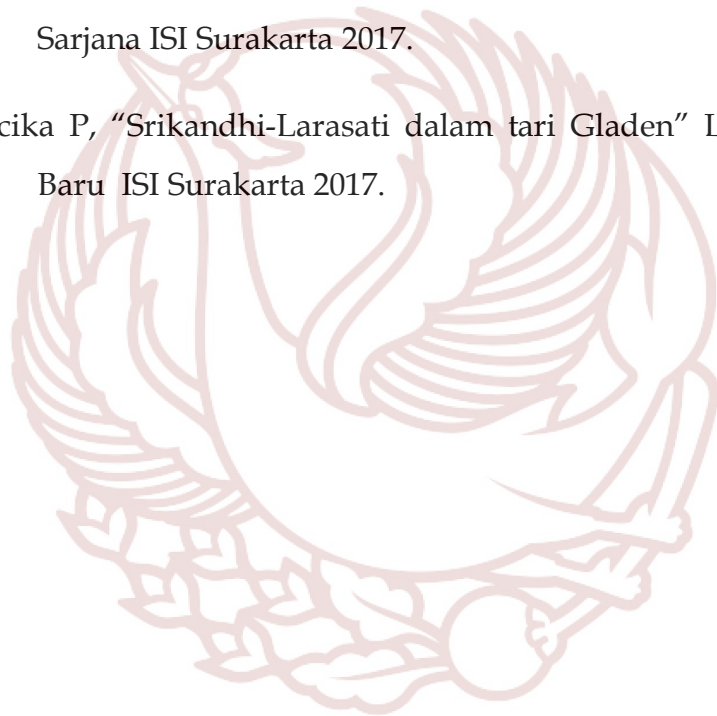 Sarjana ISI Surakarta 2017.
cika P, “Srikandhi-Larasati dalam tari Gladen” L
Baru ISI Surakarta 2017.